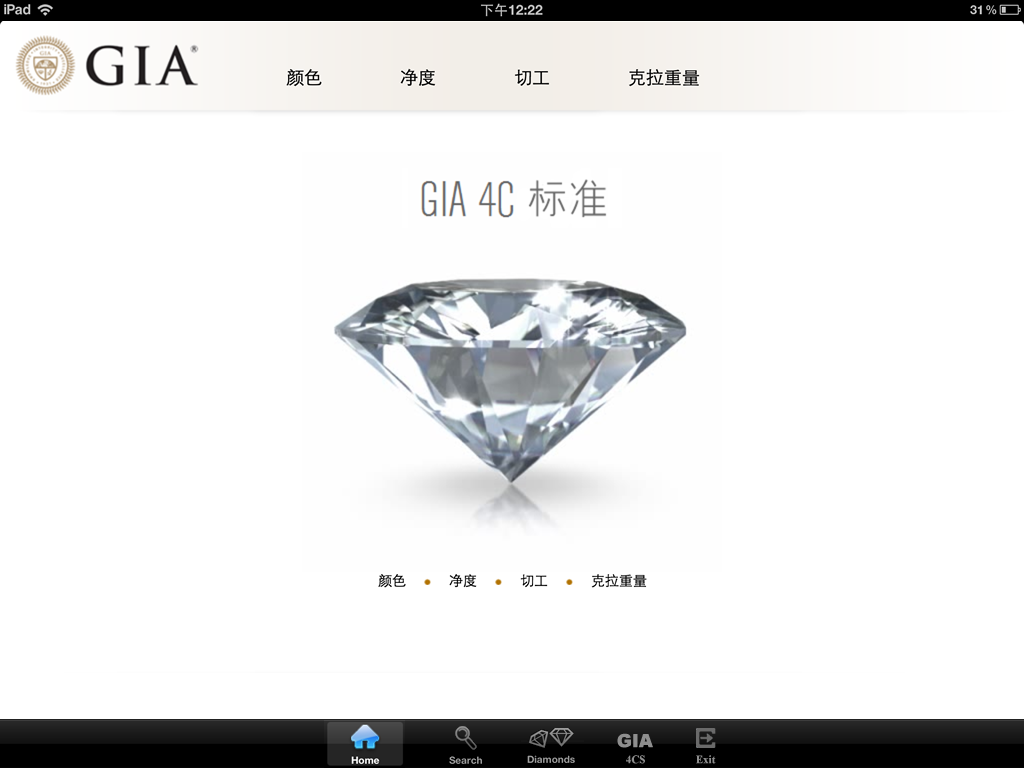 iPad 下午12:22 31%
GIA®
颜色 净度 切工 克拉重量
GIA 4C 标准
颜色 • 净度 • 切工 • 克拉重量
Home Search Diamonds GIA 4CS Exit